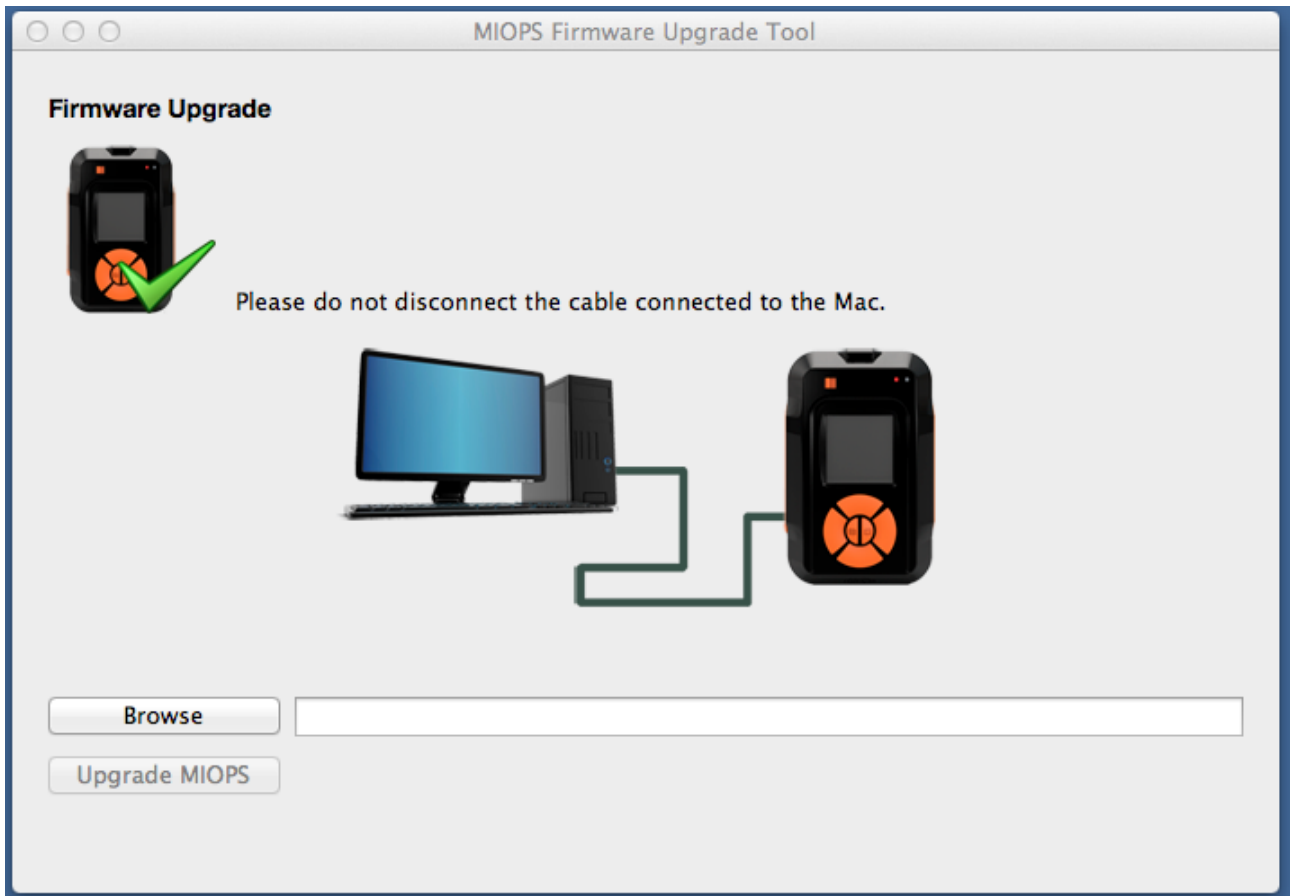 MIOPS Firmware Upgrade Tool
Firmware Upgrade
Please do not disconnect the cable connected to the Mac.
Browse
Upgrade MIOPS